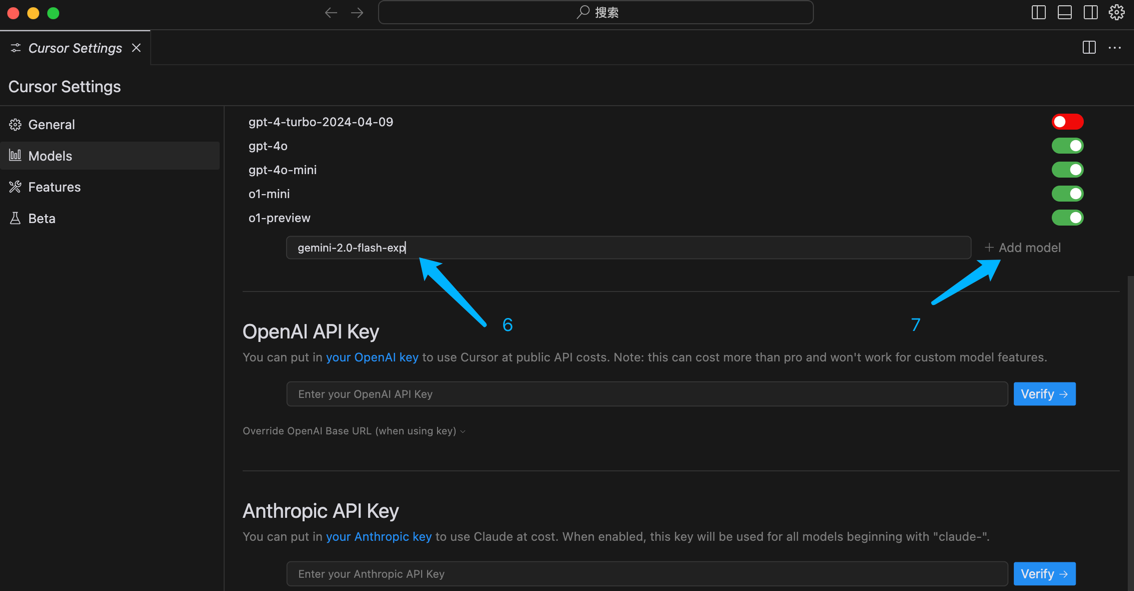 搜索
Cursor Settings
Cursor Settings
General
Models
Features
Beta
gpt-4-turbo-2024-04-09
gpt-4o
gpt-4o-mini
o1-mini
o1-preview
gemini-2.0-flash-exp
+ Add model
6
7
OpenAI API Key
You can put in your OpenAI key to use Cursor at public API costs. Note: this can cost more than pro and won't work for custom model features.
Enter your OpenAI API Key
Verify →
Override OpenAI Base URL (when using key)
Anthropic API Key
You can put in your Anthropic key to use Claude at cost. When enabled, this key will be used for all models beginning with "claude-".
Enter your Anthropic API Key
Verify →